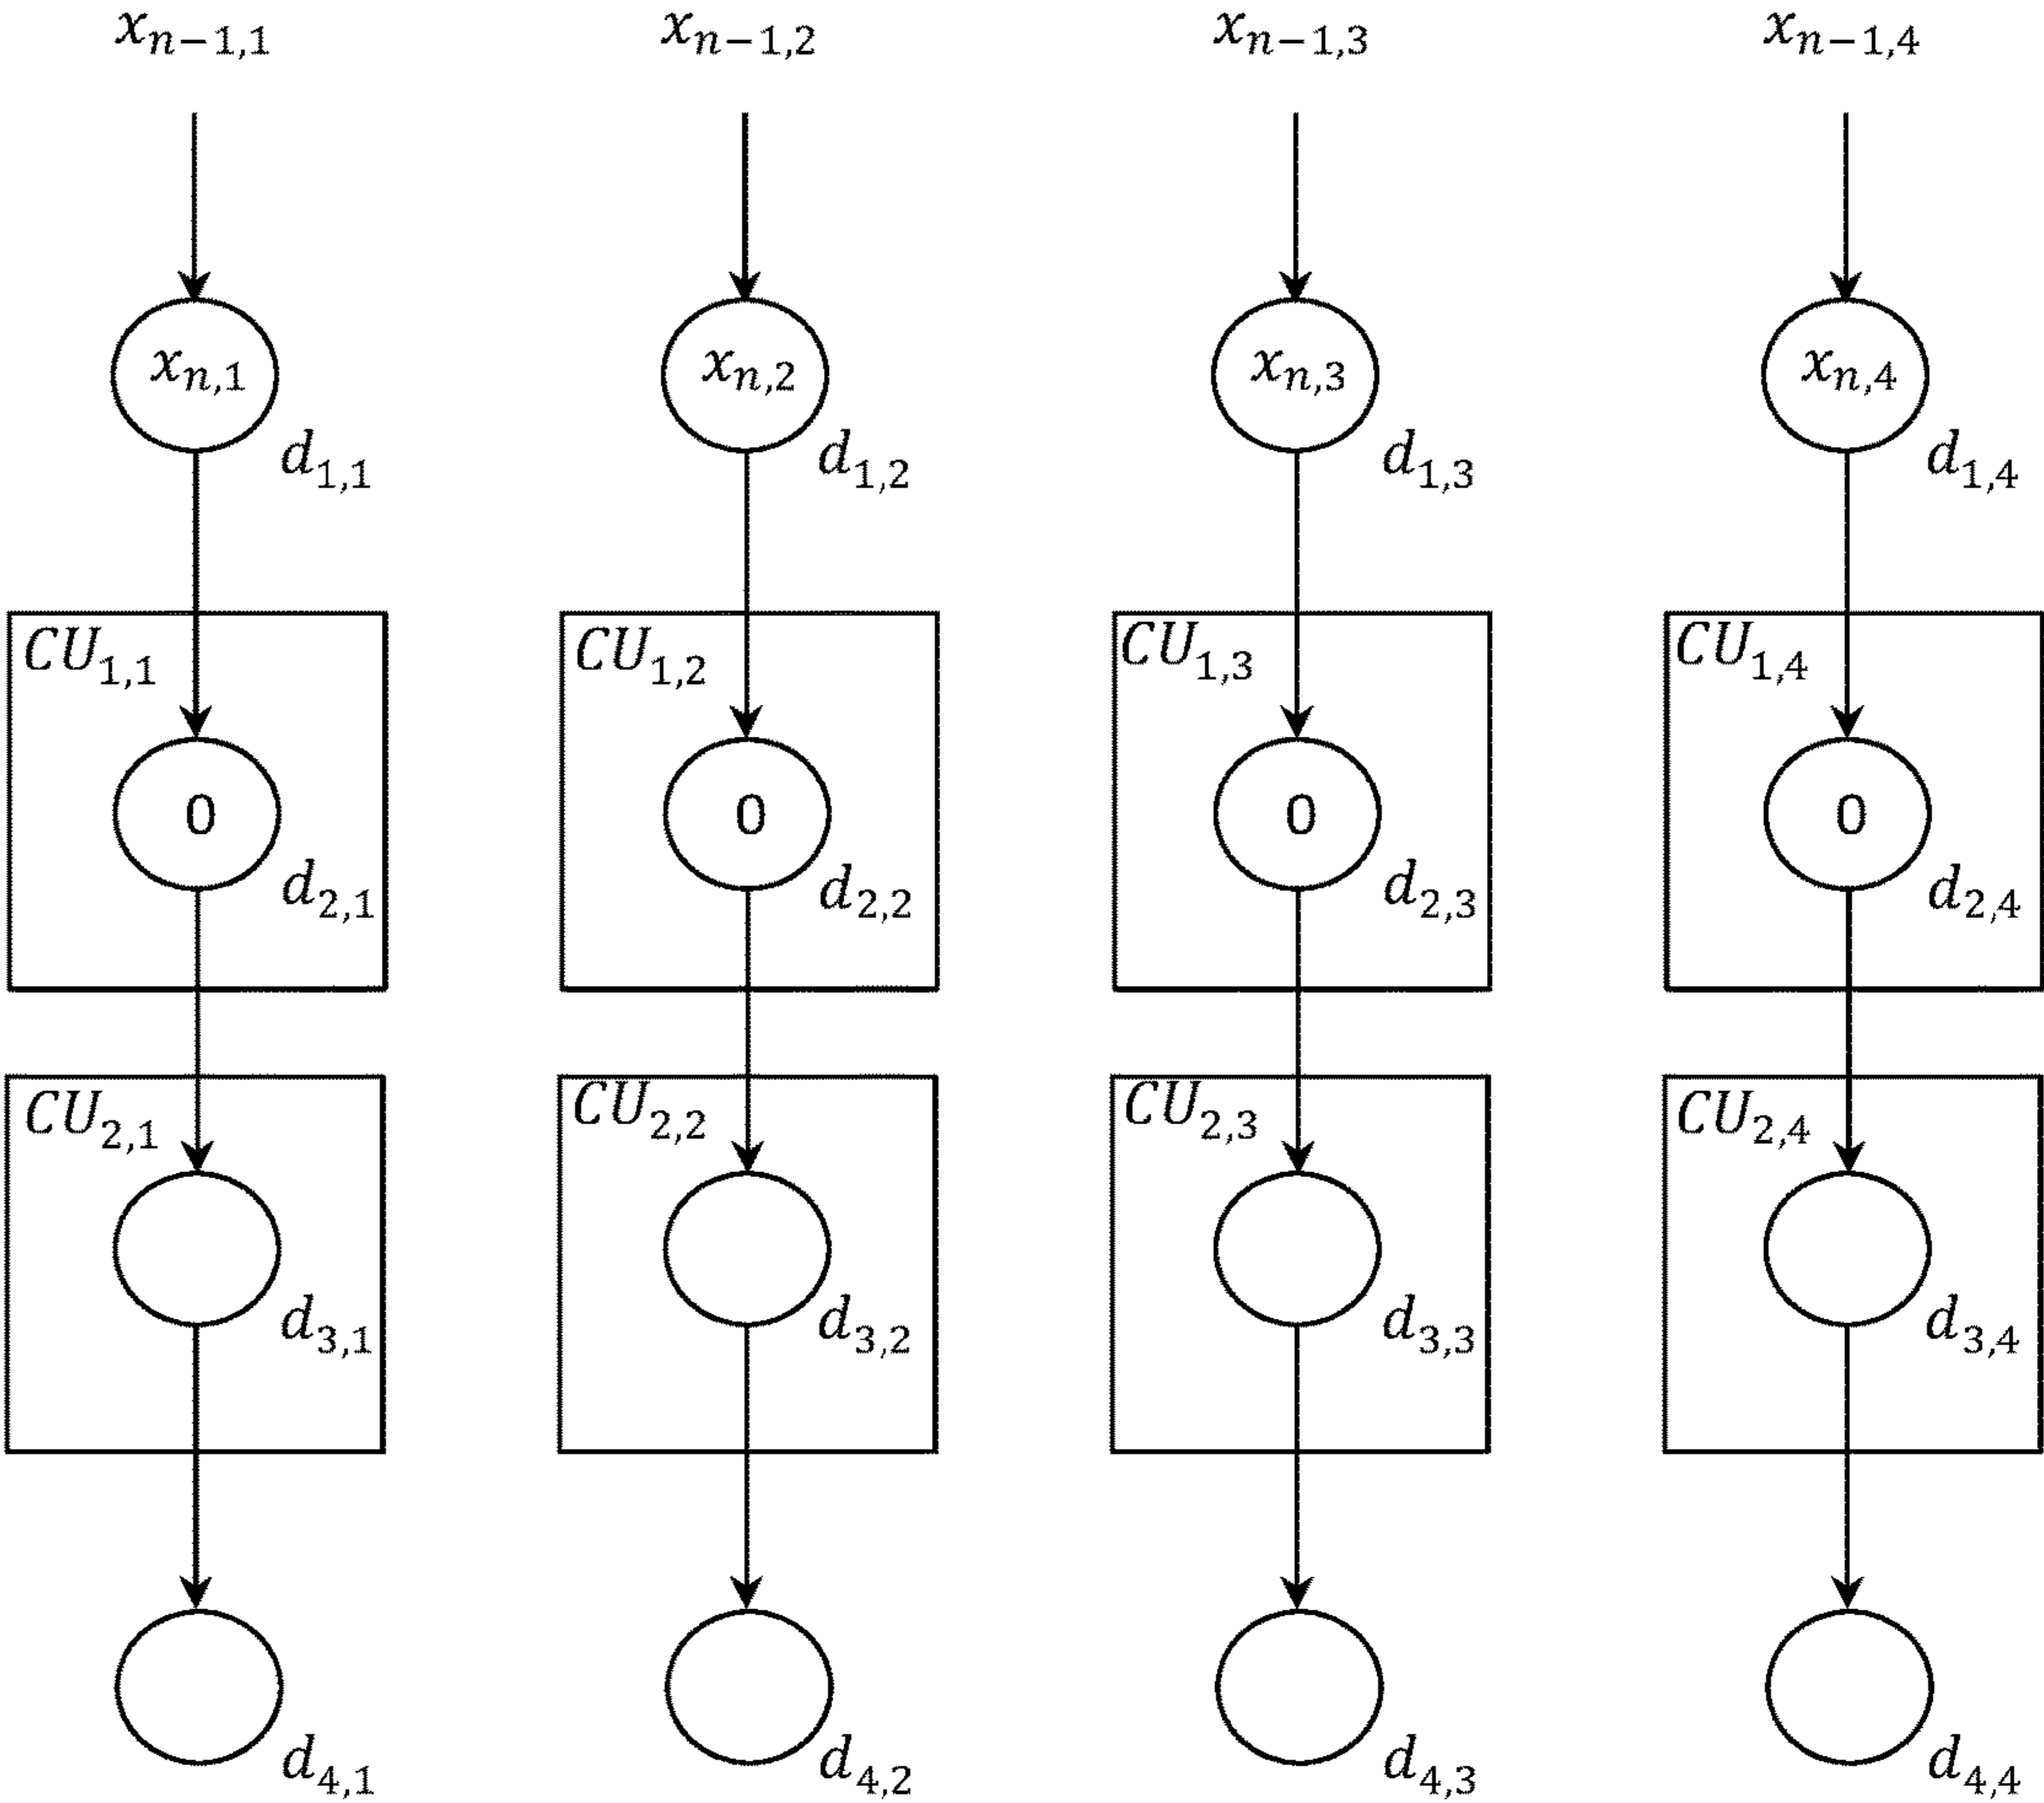 x_{n−1,1} x_{n−1,2} x_{n−1,3} x_{n−1,4}
x_{n,1} x_{n,2} x_{n,3} x_{n,4}
d_{1,1} d_{1,2} d_{1,3} d_{1,4}
CU_{1,1} CU_{1,2} CU_{1,3} CU_{1,4}
0 0 0 0
d_{2,1} d_{2,2} d_{2,3} d_{2,4}
CU_{2,1} CU_{2,2} CU_{2,3} CU_{2,4}
d_{3,1} d_{3,2} d_{3,3} d_{3,4}
d_{4,1} d_{4,2} d_{4,3} d_{4,4}